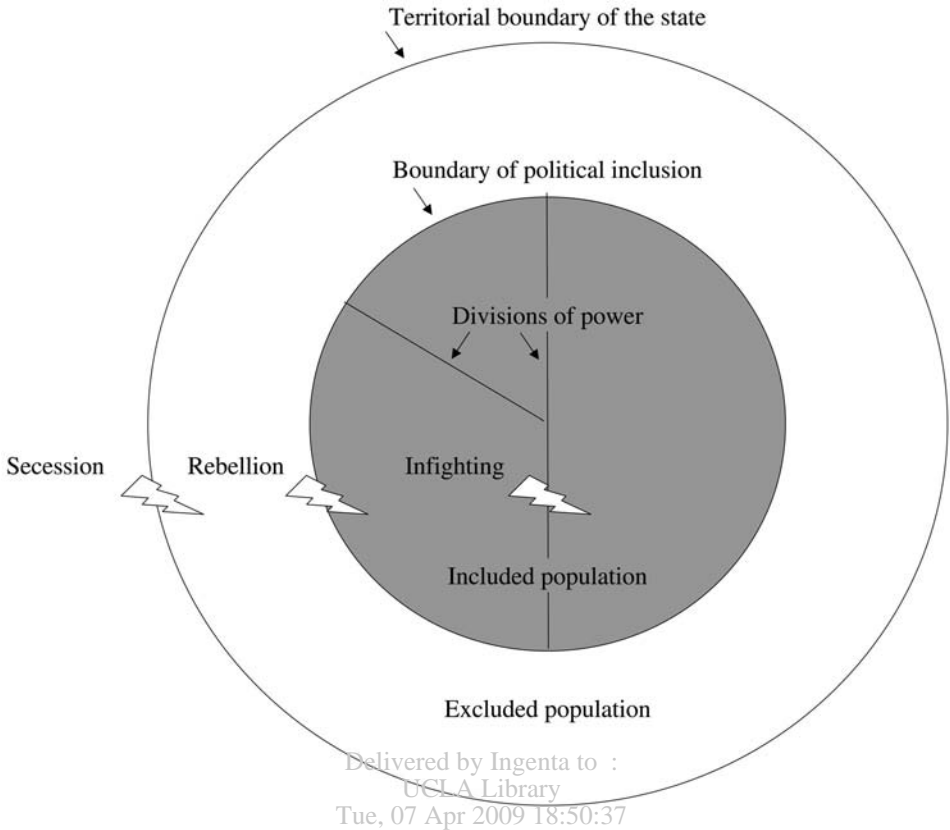 Territorial boundary of the state
Boundary of political inclusion
Divisions of power
Secession
Rebellion
Infighting
Included population
Excluded population
Delivered by Ingenta to :
UCLA Library
Tue, 07 Apr 2009 18:50:37